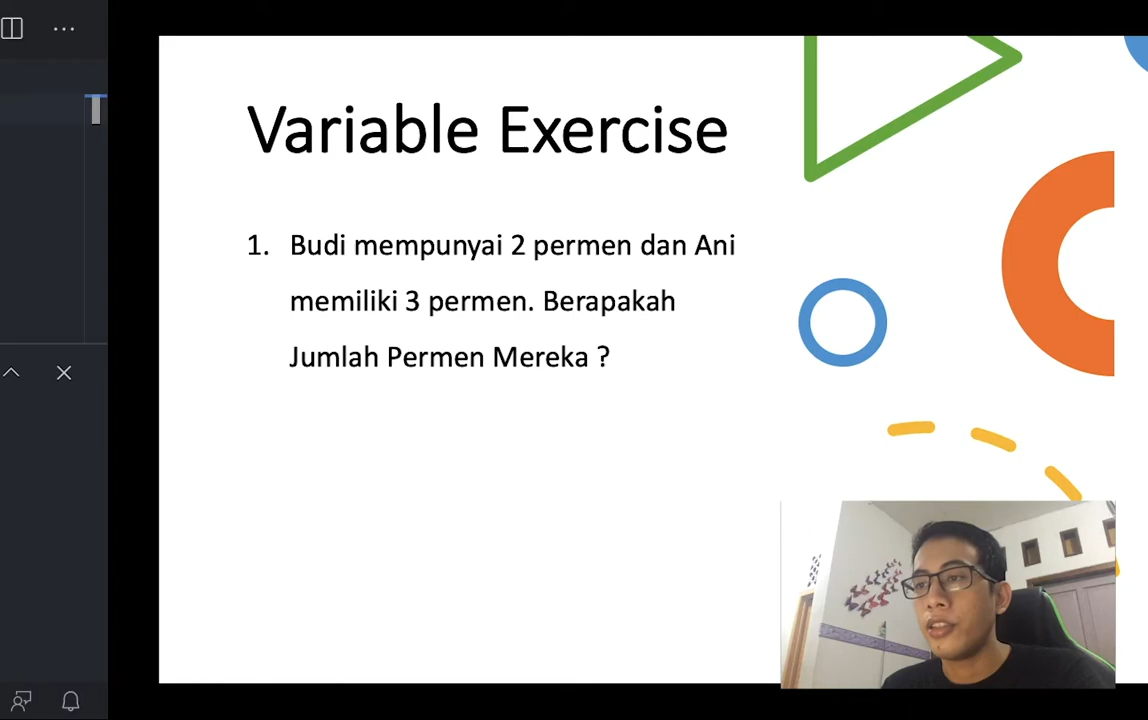 Variable Exercise
1. Budi mempunyai 2 permen dan Ani
memiliki 3 permen. Berapakah
Jumlah Permen Mereka ?